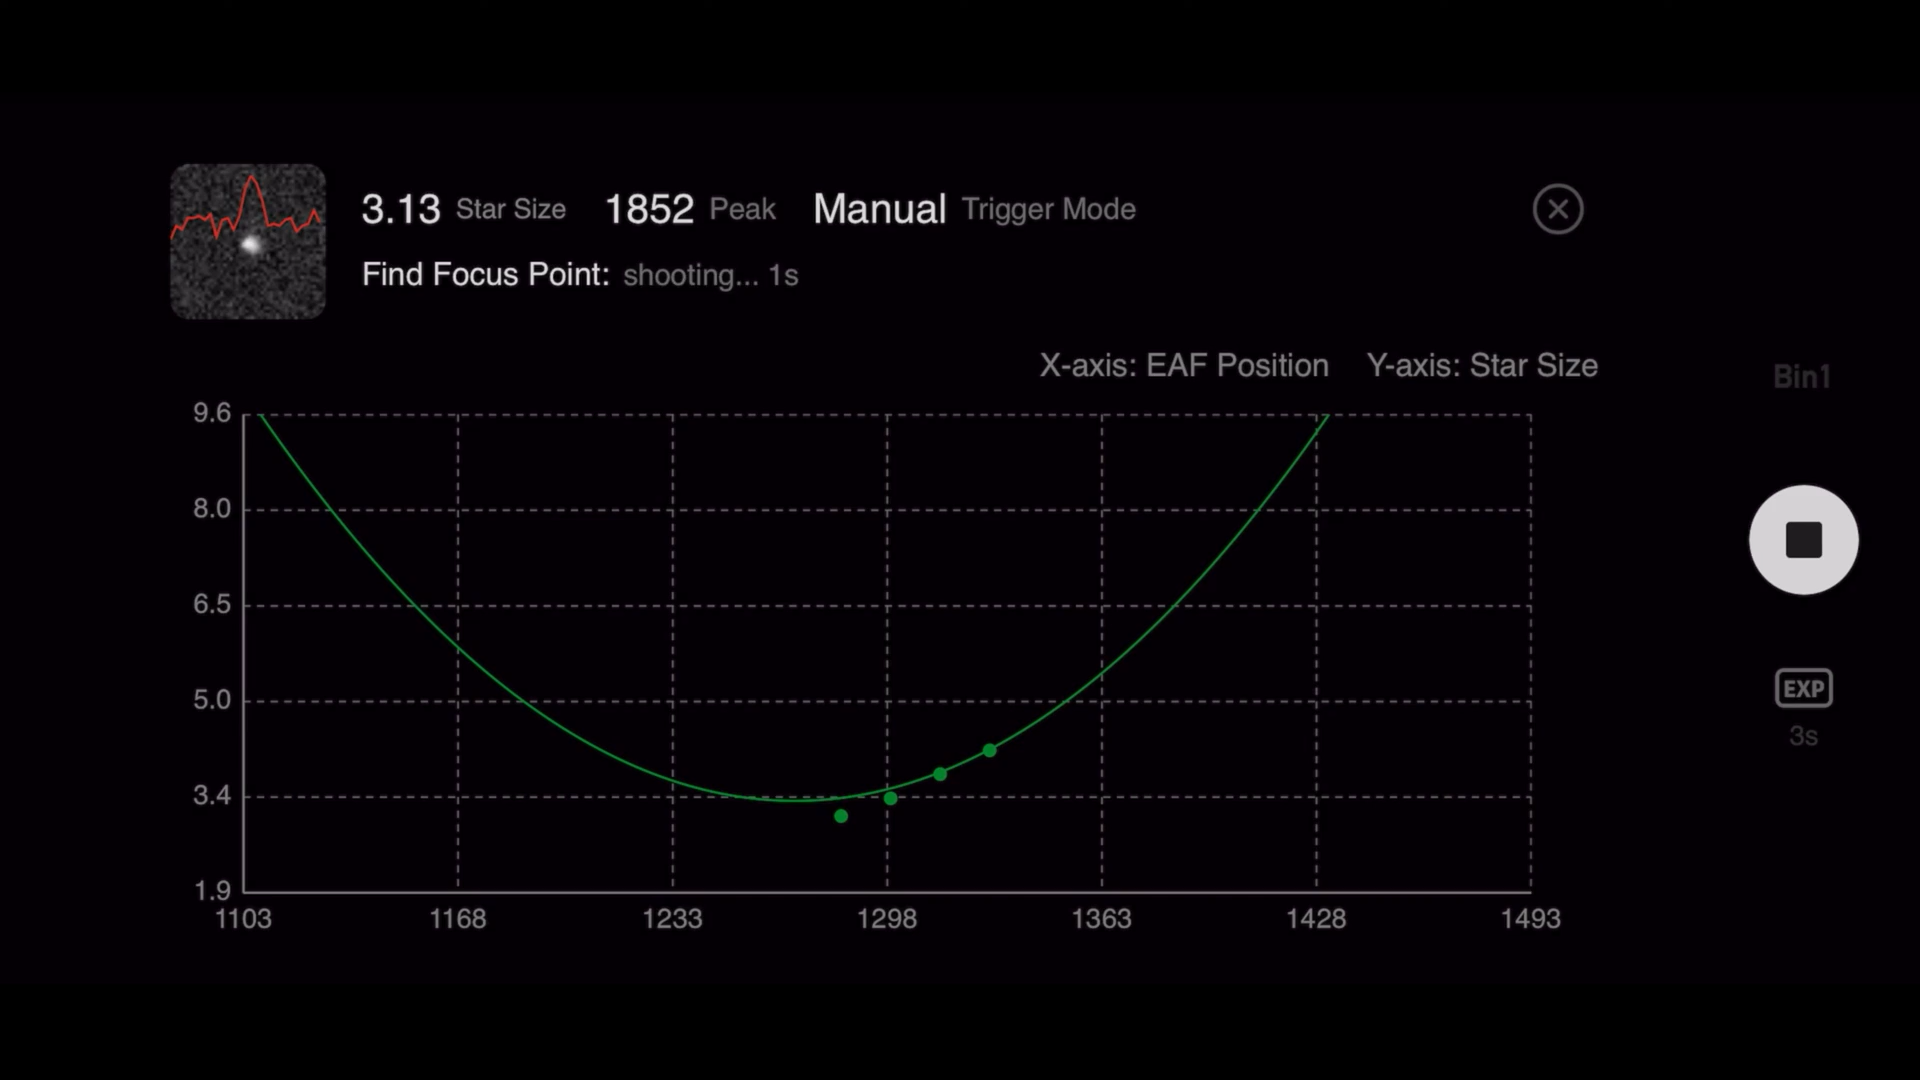 3.13 Star Size 1852 Peak Manual Trigger Mode
Find Focus Point: shooting... 1s
X-axis: EAF Position Y-axis: Star Size
Bin1
9.6
8.0
6.5
5.0
3.4
1.9
1103 1168 1233 1298 1363 1428 1493
EXP
3s